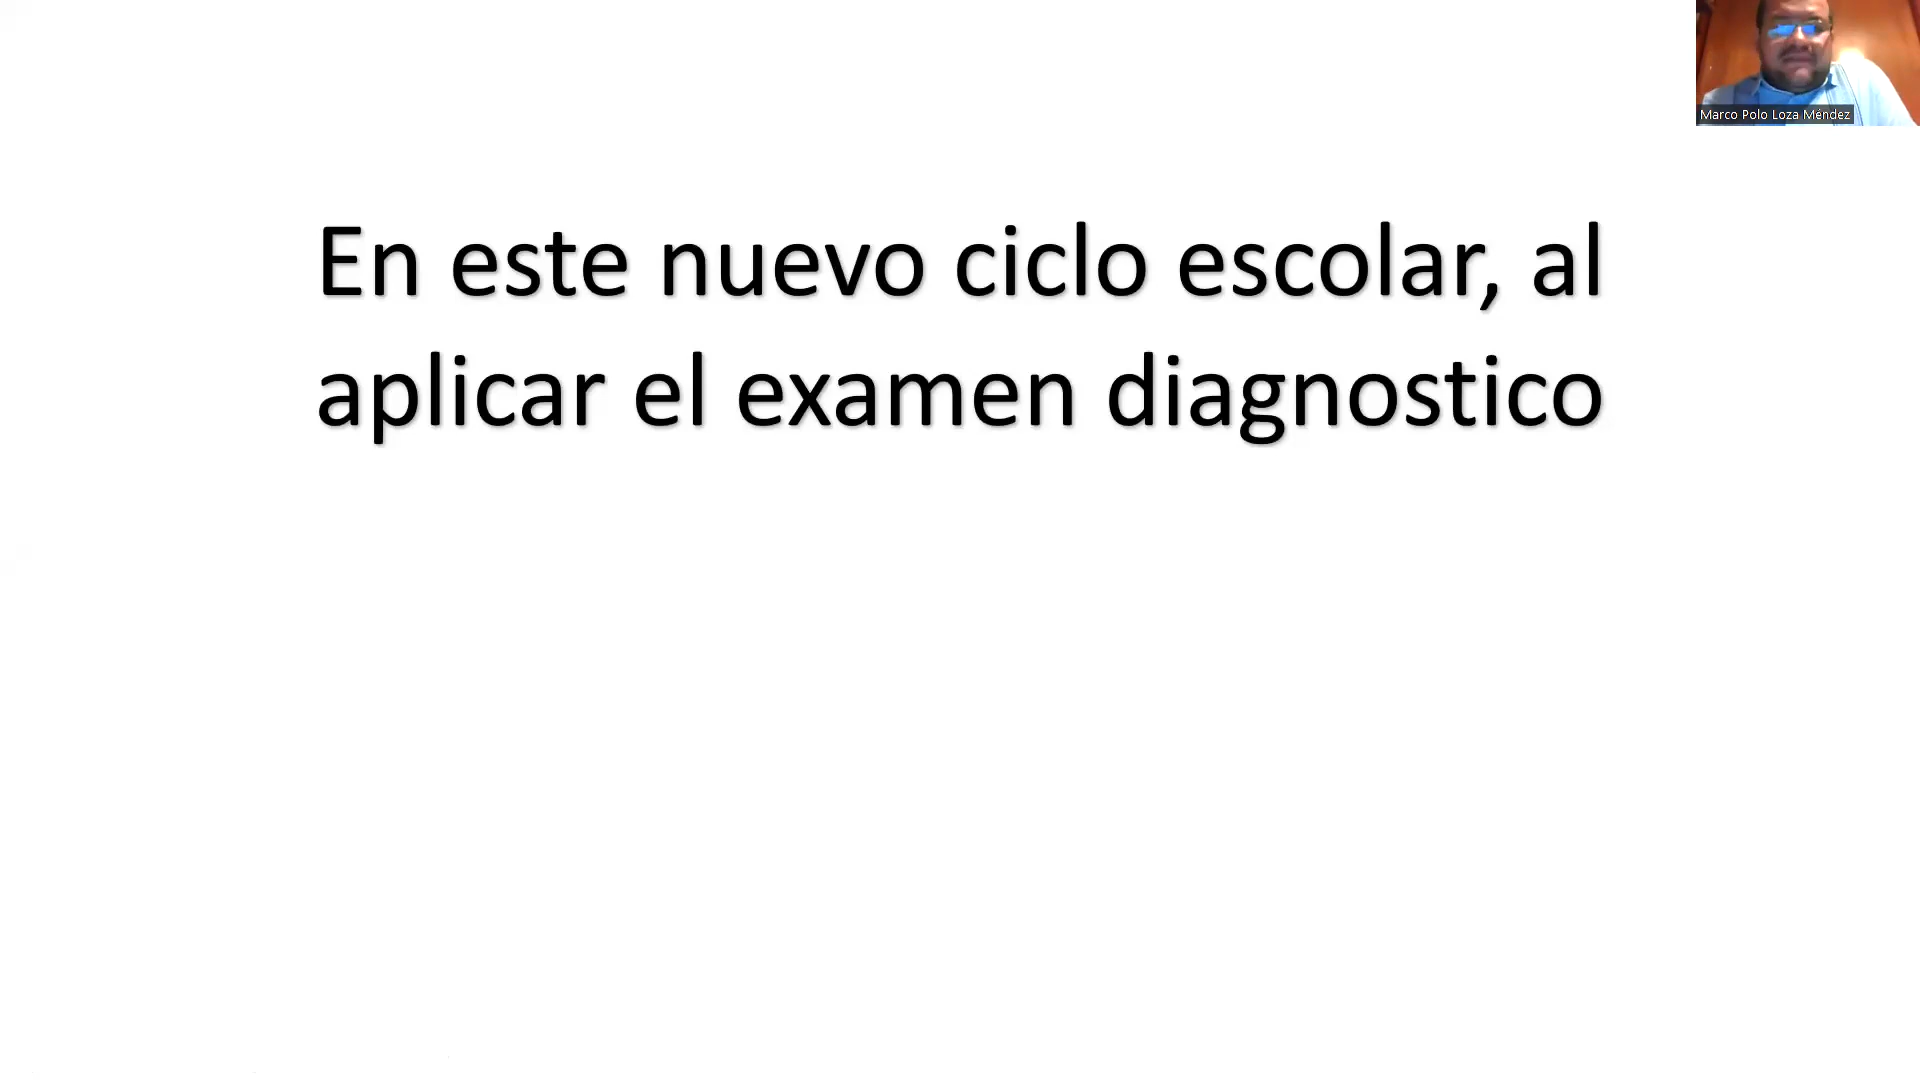 Marco Polo Loza Méndez
En este nuevo ciclo escolar, al
aplicar el examen diagnostico